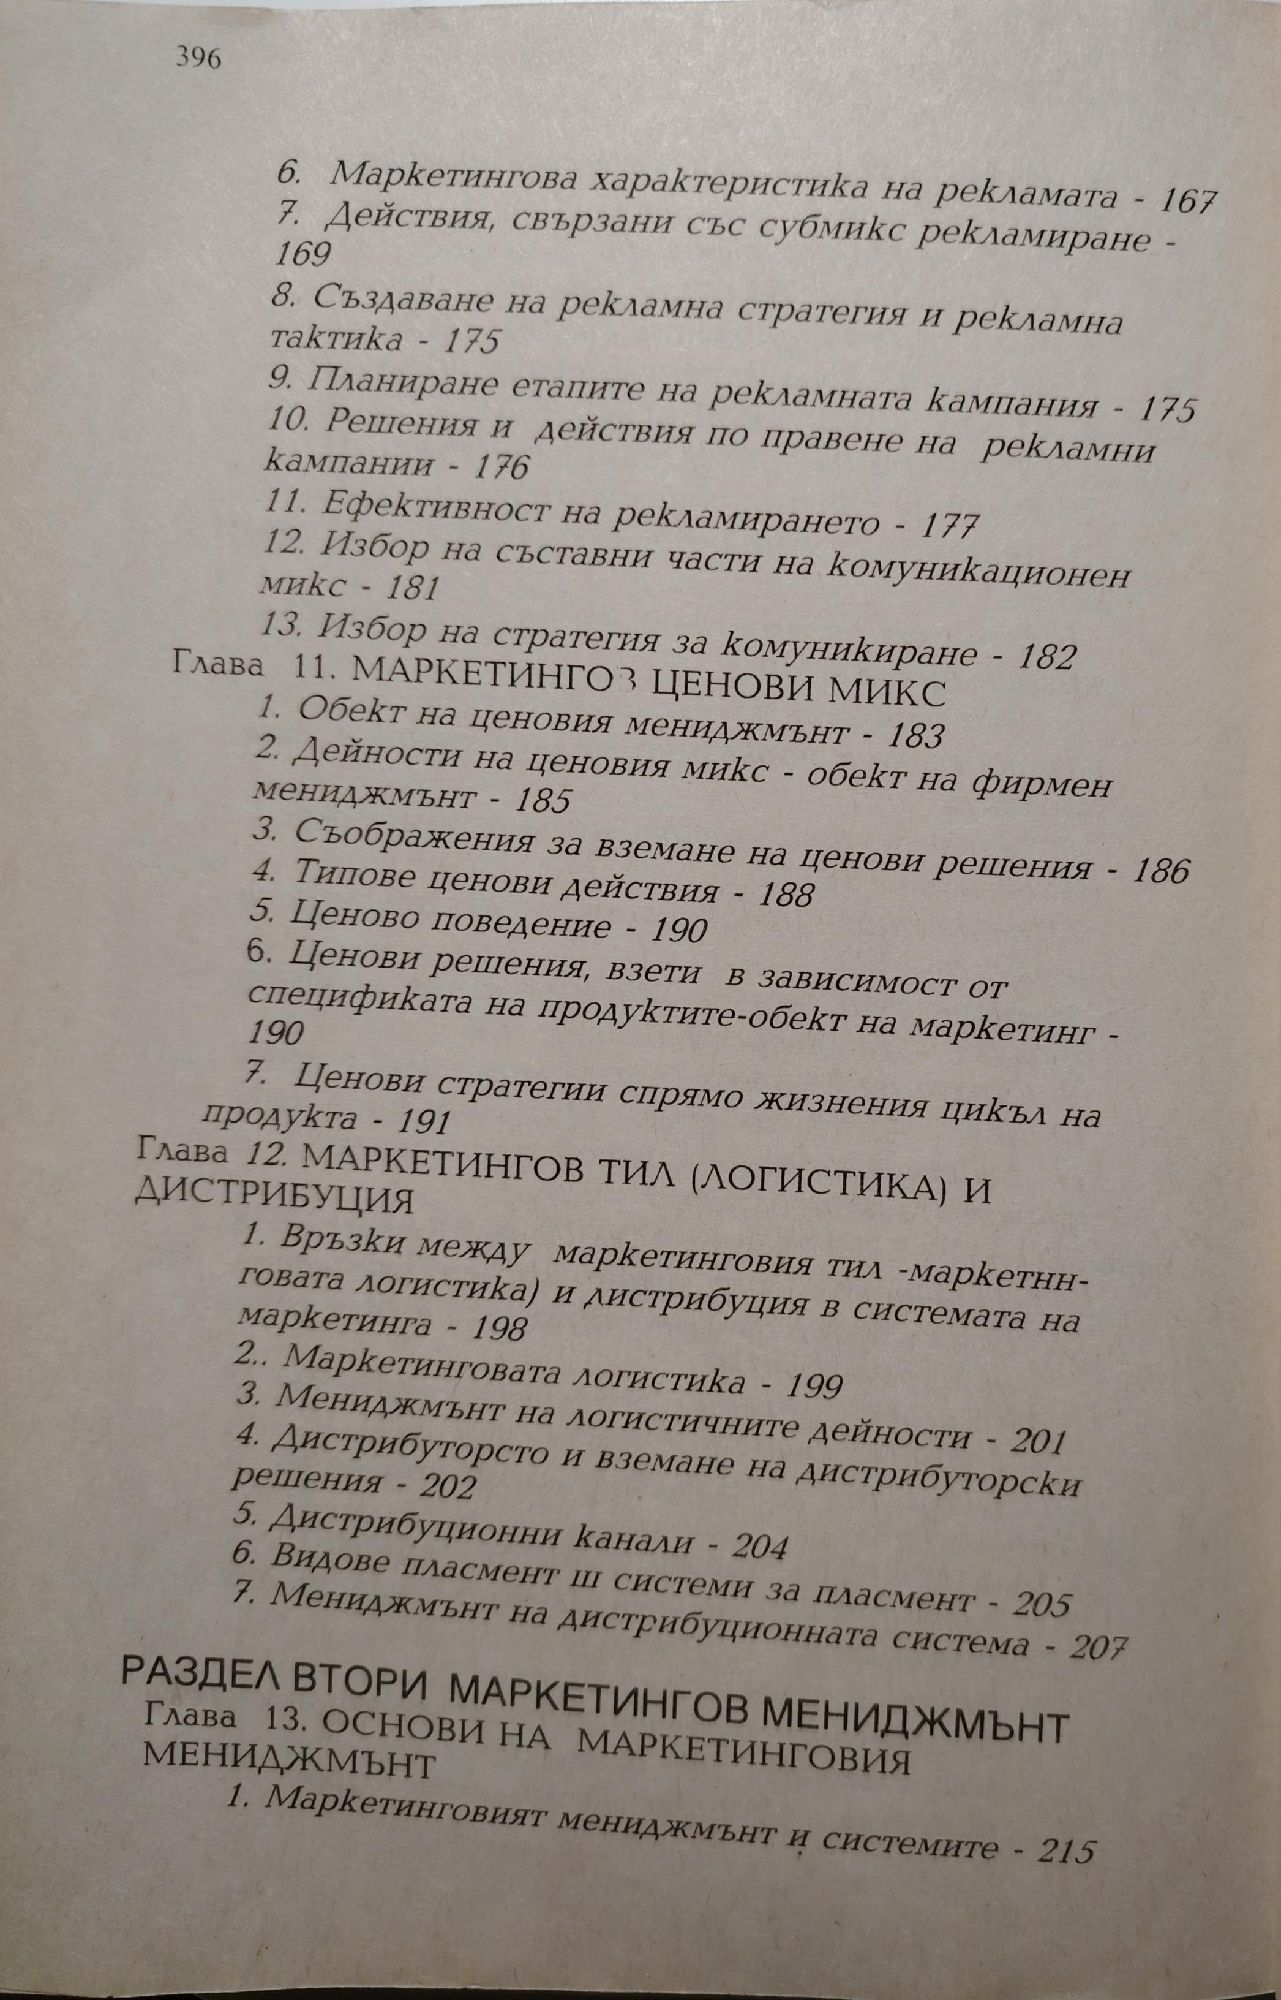 396
6. Маркетингова характеристика на рекламата - 167
7. Действия, свързани със субмикс рекламиране -
169
8. Създаване на рекламна стратегия и рекламна
тактика - 175
9. Планиране етапите на рекламната кампания - 175
10. Решения и действия по правене на рекламни
кампании - 176
11. Ефективност на рекламирането - 177
12. Избор на съставни части на комуникационен
микс - 181
13. Избор на стратегия за комуникиране - 182
Глава 11. МАРКЕТИНГОВ ЦЕНОВИ МИКС
1. Обект на ценовия мениджмънт - 183
2. Дейности на ценовия микс - обект на фирмен
мениджмънт - 185
3. Съображения за вземане на ценови решения - 186
4. Типове ценови действия - 188
5. Ценово поведение - 190
6. Ценови решения, взети в зависимост от
спецификата на продуктите-обект на маркетинг -
190
7. Ценови стратегии спрямо жизнения цикъл на
продукта - 191
Глава 12. МАРКЕТИНГОВ ТИЛ (ЛОГИСТИКА) И
ДИСТРИБУЦИЯ
1. Връзки между маркетинговия тил -маркетнн-
говата логистика) и дистрибуция в системата на
маркетинга - 198
2.. Маркетинговата логистика - 199
3. Мениджмънт на логистичните дейности - 201
4. Дистрибуторсто и вземане на дистрибуторски
решения - 202
5. Дистрибуционни канали - 204
6. Видове пласмент ш системи за пласмент - 205
7. Мениджмънт на дистрибуционната система - 207
РАЗДЕЛ ВТОРИ МАРКЕТИНГОВ МЕНИДЖМЪНТ
Глава 13. ОСНОВИ НА МАРКЕТИНГОВИЯ
МЕНИДЖМЪНТ
1. Маркетинговият мениджмънт и системите - 215